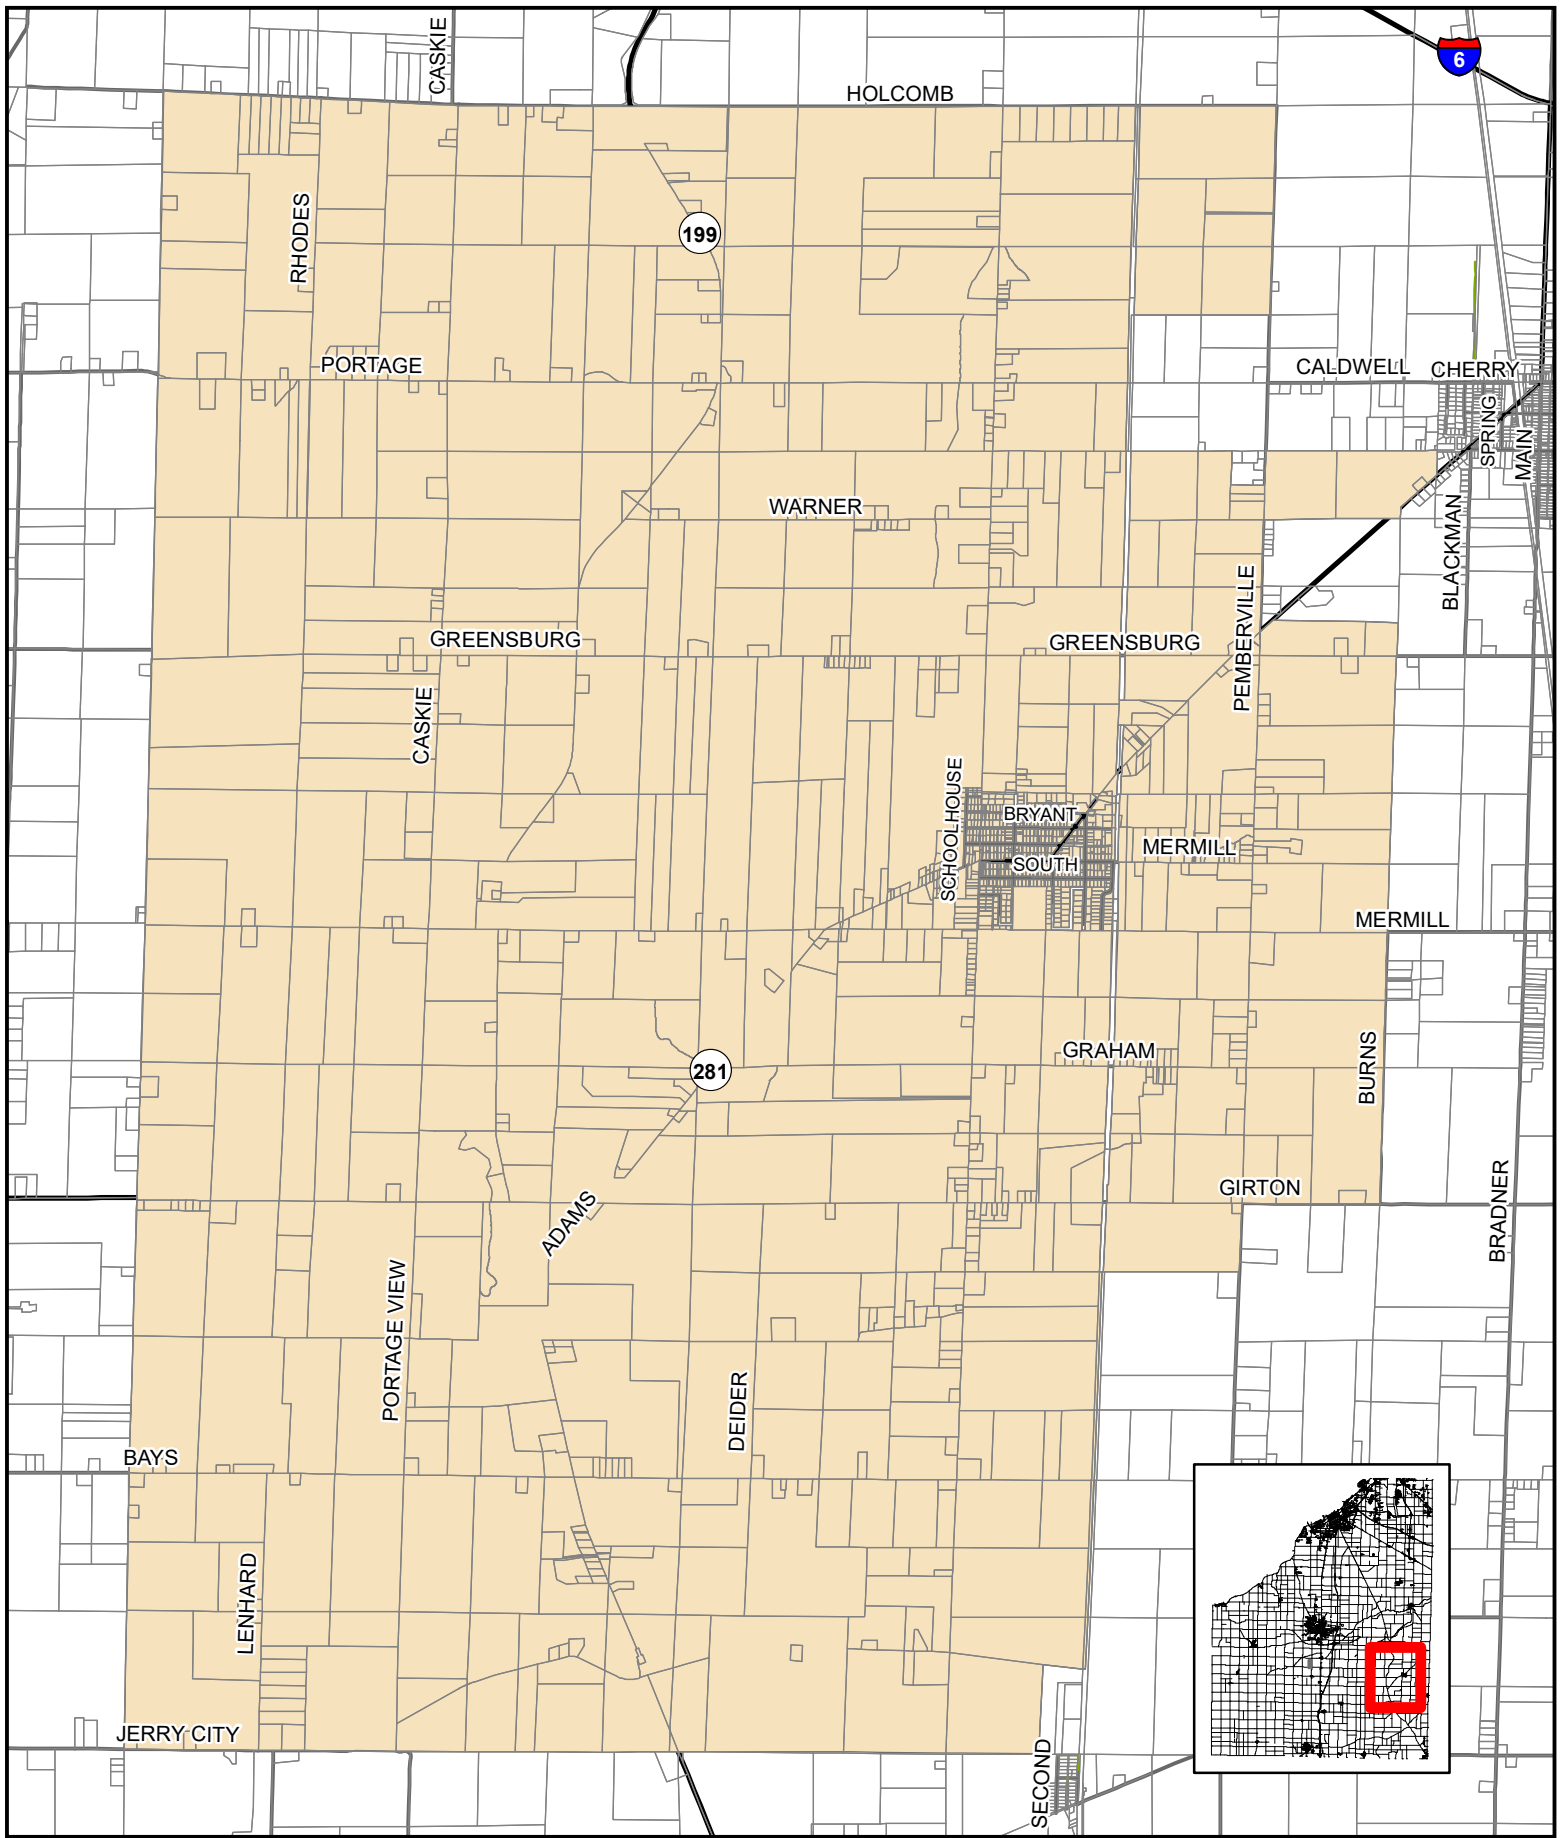 CASKIE
6
HOLCOMB
RHODES
199
PORTAGE
CALDWELL
CHERRY
SPRING
MAIN
WARNER
BLACKMAN
PEMBERVILLE
GREENSBURG
GREENSBURG
CASKIE
SCHOOLHOUSE
BRYANT
SOUTH
MERMILL
MERMILL
GRAHAM
BURNS
281
GIRTON
BRADNER
ADAMS
PORTAGE VIEW
DEIDER
BAYS
LENHARD
JERRY CITY
SECOND